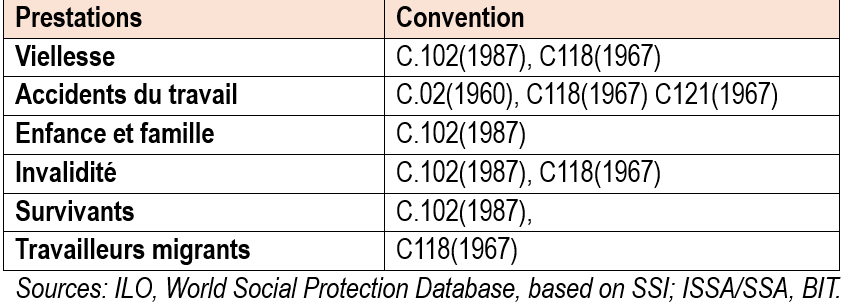 Prestations Convention
Viellesse C.102(1987), C118(1967)
Accidents du travail C.02(1960), C118(1967) C121(1967)
Enfance et famille C.102(1987)
Invalidité C.102(1987), C118(1967)
Survivants C.102(1987),
Travailleurs migrants C118(1967)
Sources: ILO, World Social Protection Database, based on SSI; ISSA/SSA, BIT.